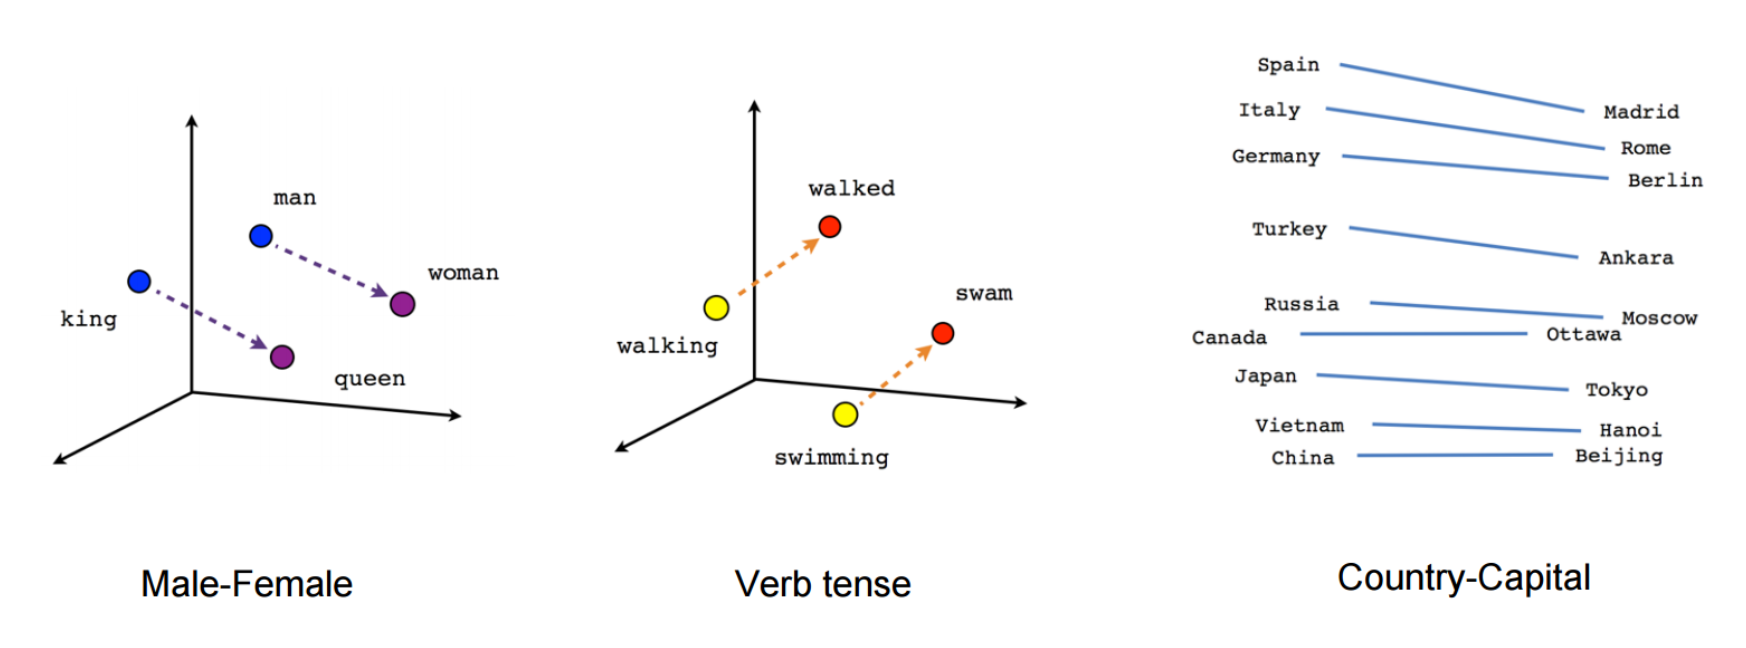 man
woman
king
queen
Male-Female
walked
walking
swam
swimming
Verb tense
Spain
Madrid
Italy
Rome
Germany
Berlin
Turkey
Ankara
Russia
Moscow
Canada
Ottawa
Japan
Tokyo
Vietnam
Hanoi
China
Beijing
Country-Capital